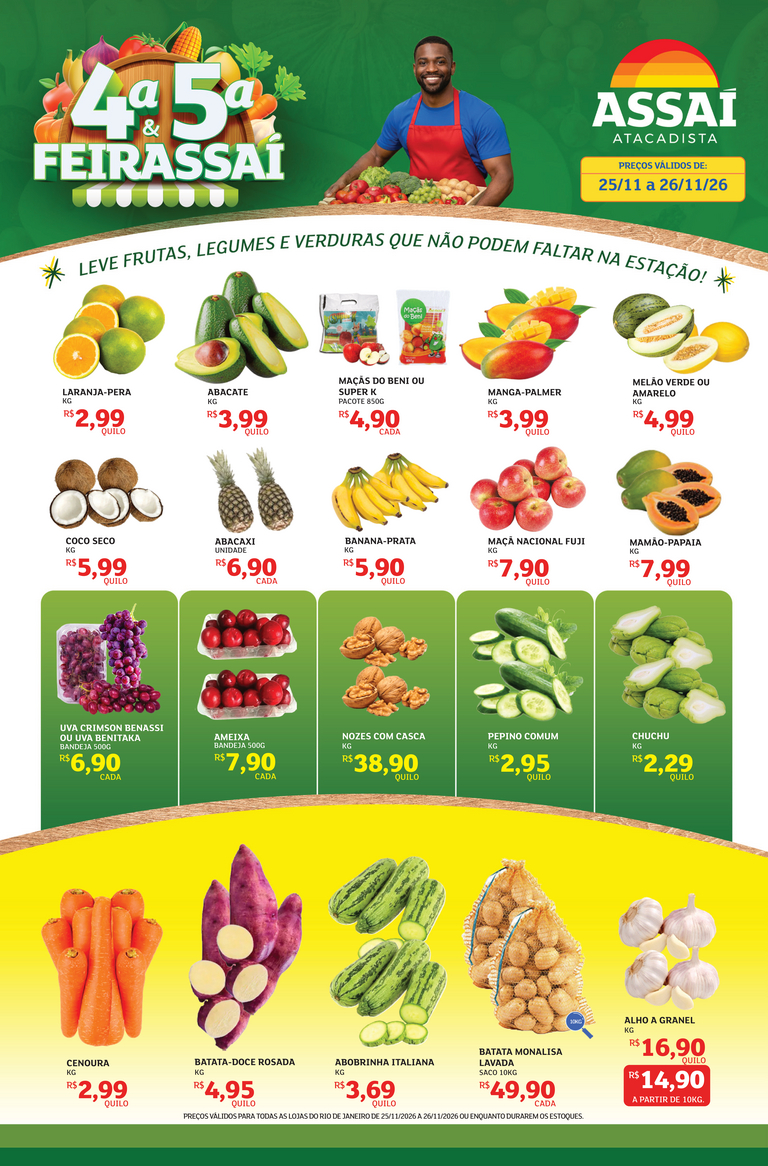 4ª & 5ª
FEIRASSAÍ
ASSAÍ
ATACADISTA
PREÇOS VÁLIDOS DE:
25/11 a 26/11/26
LEVE FRUTAS, LEGUMES E VERDURAS QUE NÃO PODEM FALTAR NA ESTAÇÃO!
Maçãs
do Beni
LARANJA-PERA
KG
R$2,99
QUILO
ABACATE
KG
R$3,99
QUILO
MAÇÃS DO BENI OU
SUPER K
PACOTE 850G
R$4,90
CADA
MANGA-PALMER
KG
R$3,99
QUILO
MELÃO VERDE OU
AMARELO
KG
R$4,99
QUILO
COCO SECO
KG
R$5,99
QUILO
ABACAXI
UNIDADE
R$6,90
CADA
BANANA-PRATA
KG
R$5,90
QUILO
MAÇÃ NACIONAL FUJI
KG
R$7,90
QUILO
MAMÃO-PAPAIA
KG
R$7,99
QUILO
UVA CRIMSON BENASSI
OU UVA BENITAKA
BANDEJA 500G
R$6,90
CADA
AMEIXA
BANDEJA 500G
R$7,90
CADA
NOZES COM CASCA
KG
R$38,90
QUILO
PEPINO COMUM
KG
R$2,95
QUILO
CHUCHU
KG
R$2,29
QUILO
CENOURA
KG
R$2,99
QUILO
BATATA-DOCE ROSADA
KG
R$4,95
QUILO
ABOBRINHA ITALIANA
KG
R$3,69
QUILO
10KG
BATATA MONALISA
LAVADA
SACO 10KG
R$49,90
CADA
ALHO A GRANEL
KG
R$16,90
QUILO
R$14,90
A PARTIR DE 10KG.
PREÇOS VÁLIDOS PARA TODAS AS LOJAS DO RIO DE JANEIRO DE 25/11/2026 A 26/11/2026 OU ENQUANTO DURAREM OS ESTOQUES.